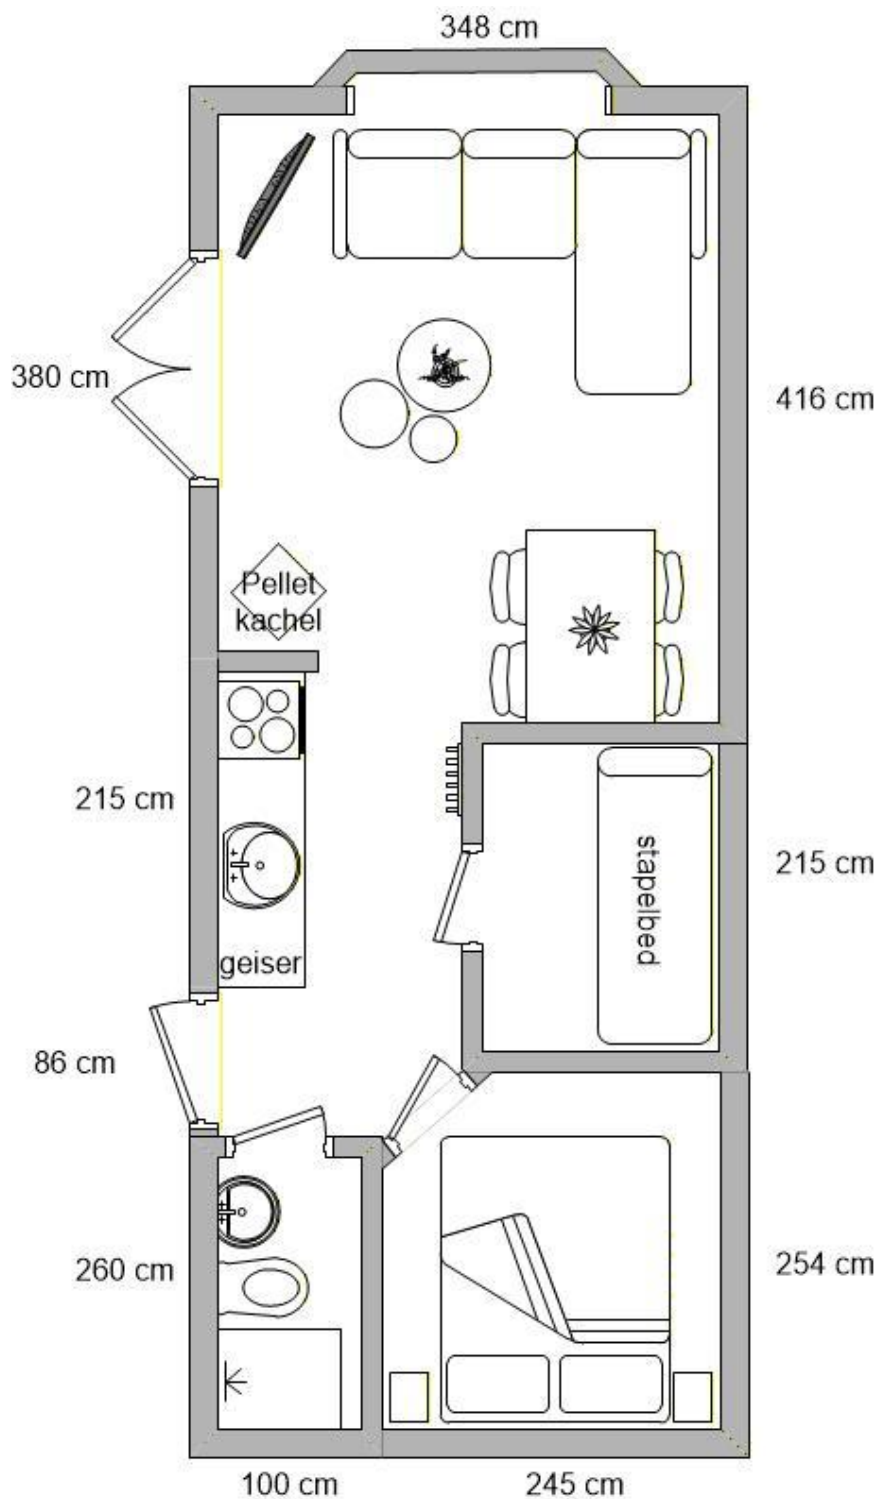 348 cm
380 cm
416 cm
Pellet
kachel
215 cm
stapelbed
215 cm
geiser
86 cm
260 cm
254 cm
100 cm
245 cm